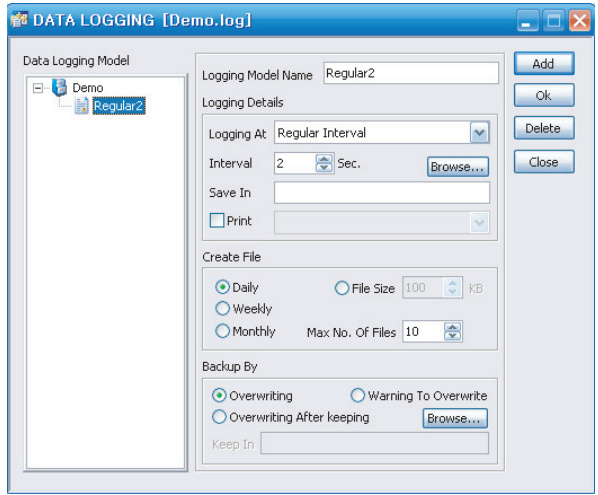 DATA LOGGING [Demo.log]
Data Logging Model
Demo
Regular2
Logging Model Name Regular2
Logging Details
Logging At Regular Interval
Interval 2 Sec. Browse...
Save In
Print
Create File
Daily File Size 100 KB
Weekly
Monthly Max No. Of Files 10
Backup By
Overwriting Warning To Overwrite
Overwriting After keeping Browse...
Keep In
Add
Ok
Delete
Close